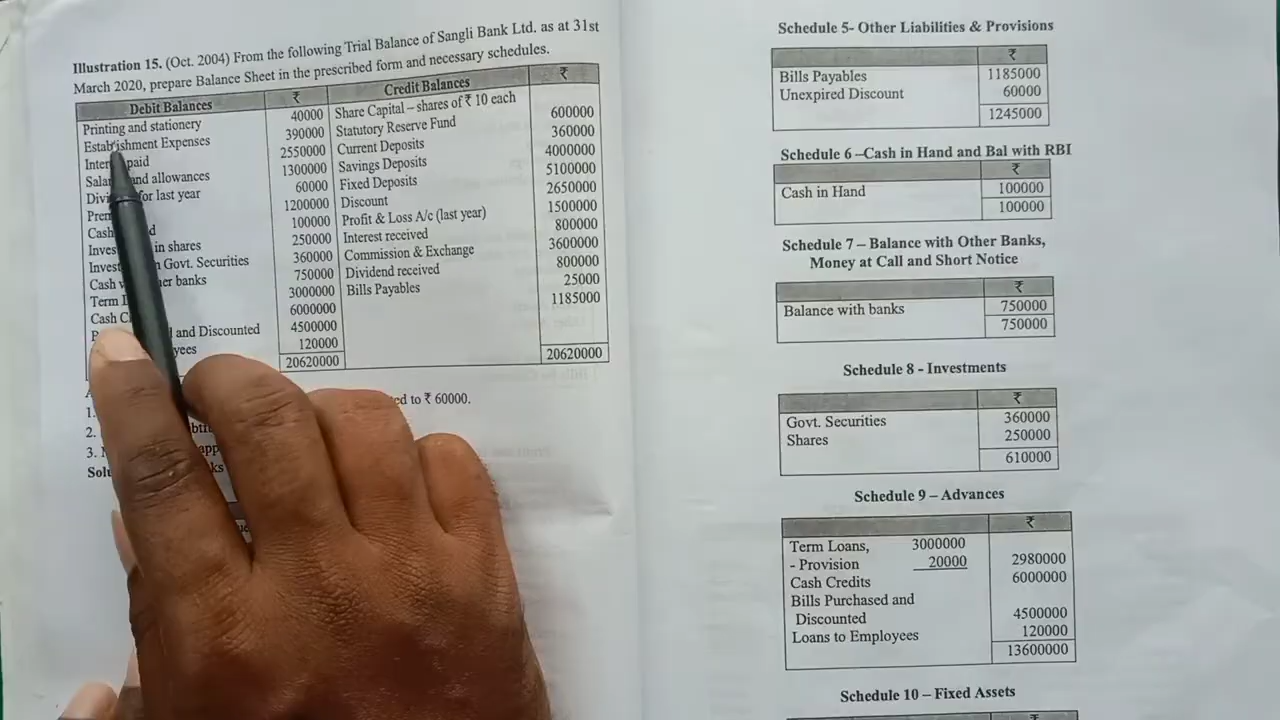 Illustration 15. (Oct. 2004) From the following Trial Balance of Sangli Bank Ltd. as at 31st
March 2020, prepare Balance Sheet in the prescribed form and necessary schedules.
Debit Balances ₹ Credit Balances ₹
Printing and stationery 40000 Share Capital – shares of ₹ 10 each 600000
Establishment Expenses 390000 Statutory Reserve Fund 360000
paid 2550000 Current Deposits 4000000
and allowances 1300000 Savings Deposits 5100000
for last year 60000 Fixed Deposits 2650000
1200000 Discount 1500000
Cash 100000 Profit & Loss A/c (last year) 800000
in shares 250000 Interest received 3600000
Govt. Securities 360000 Commission & Exchange 800000
Cash banks 750000 Dividend received 25000
Term 3000000 Bills Payables 1185000
Cash 6000000
and Discounted 4500000
120000
20620000 20620000
to ₹ 60000.
1.
2.
3.
Schedule 5- Other Liabilities & Provisions
₹
Bills Payables 1185000
Unexpired Discount 60000
1245000
Schedule 6 –Cash in Hand and Bal with RBI
₹
Cash in Hand 100000
100000
Schedule 7 – Balance with Other Banks,
Money at Call and Short Notice
₹
Balance with banks 750000
750000
Schedule 8 - Investments
₹
Govt. Securities 360000
Shares 250000
610000
Schedule 9 – Advances
₹
Term Loans, 3000000
- Provision 20000 2980000
Cash Credits 6000000
Bills Purchased and
Discounted 4500000
Loans to Employees 120000
13600000
Schedule 10 – Fixed Assets
₹